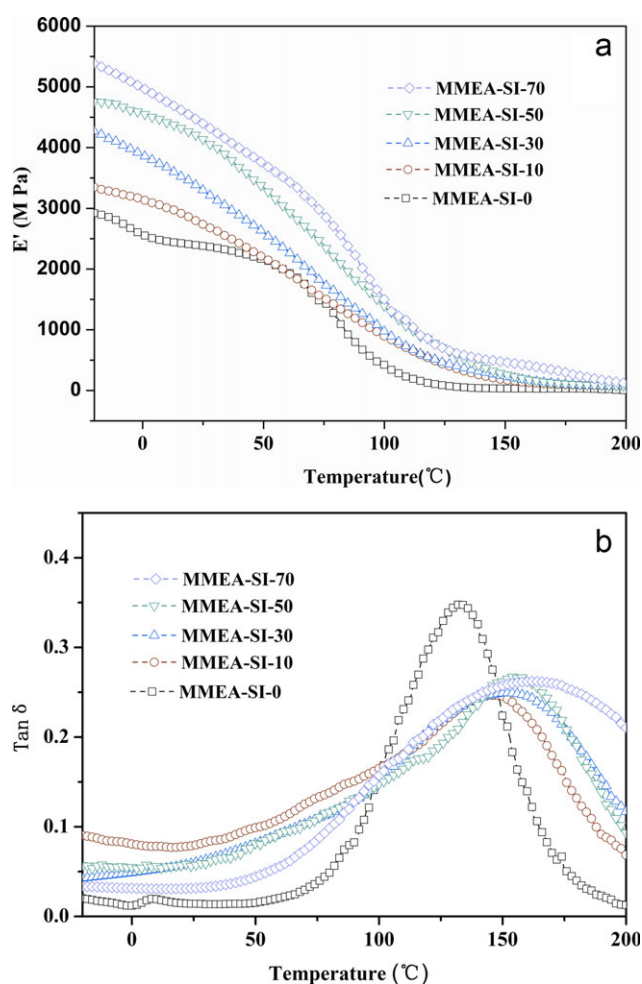 a
6000
5000
4000
3000
2000
1000
0
E' (M Pa)
MMEA-SI-70
MMEA-SI-50
MMEA-SI-30
MMEA-SI-10
MMEA-SI-0
0 50 100 150 200
Temperature(℃)
b
0.4
0.3
0.2
0.1
0.0
Tan δ
MMEA-SI-70
MMEA-SI-50
MMEA-SI-30
MMEA-SI-10
MMEA-SI-0
0 50 100 150 200
Temperature (℃)